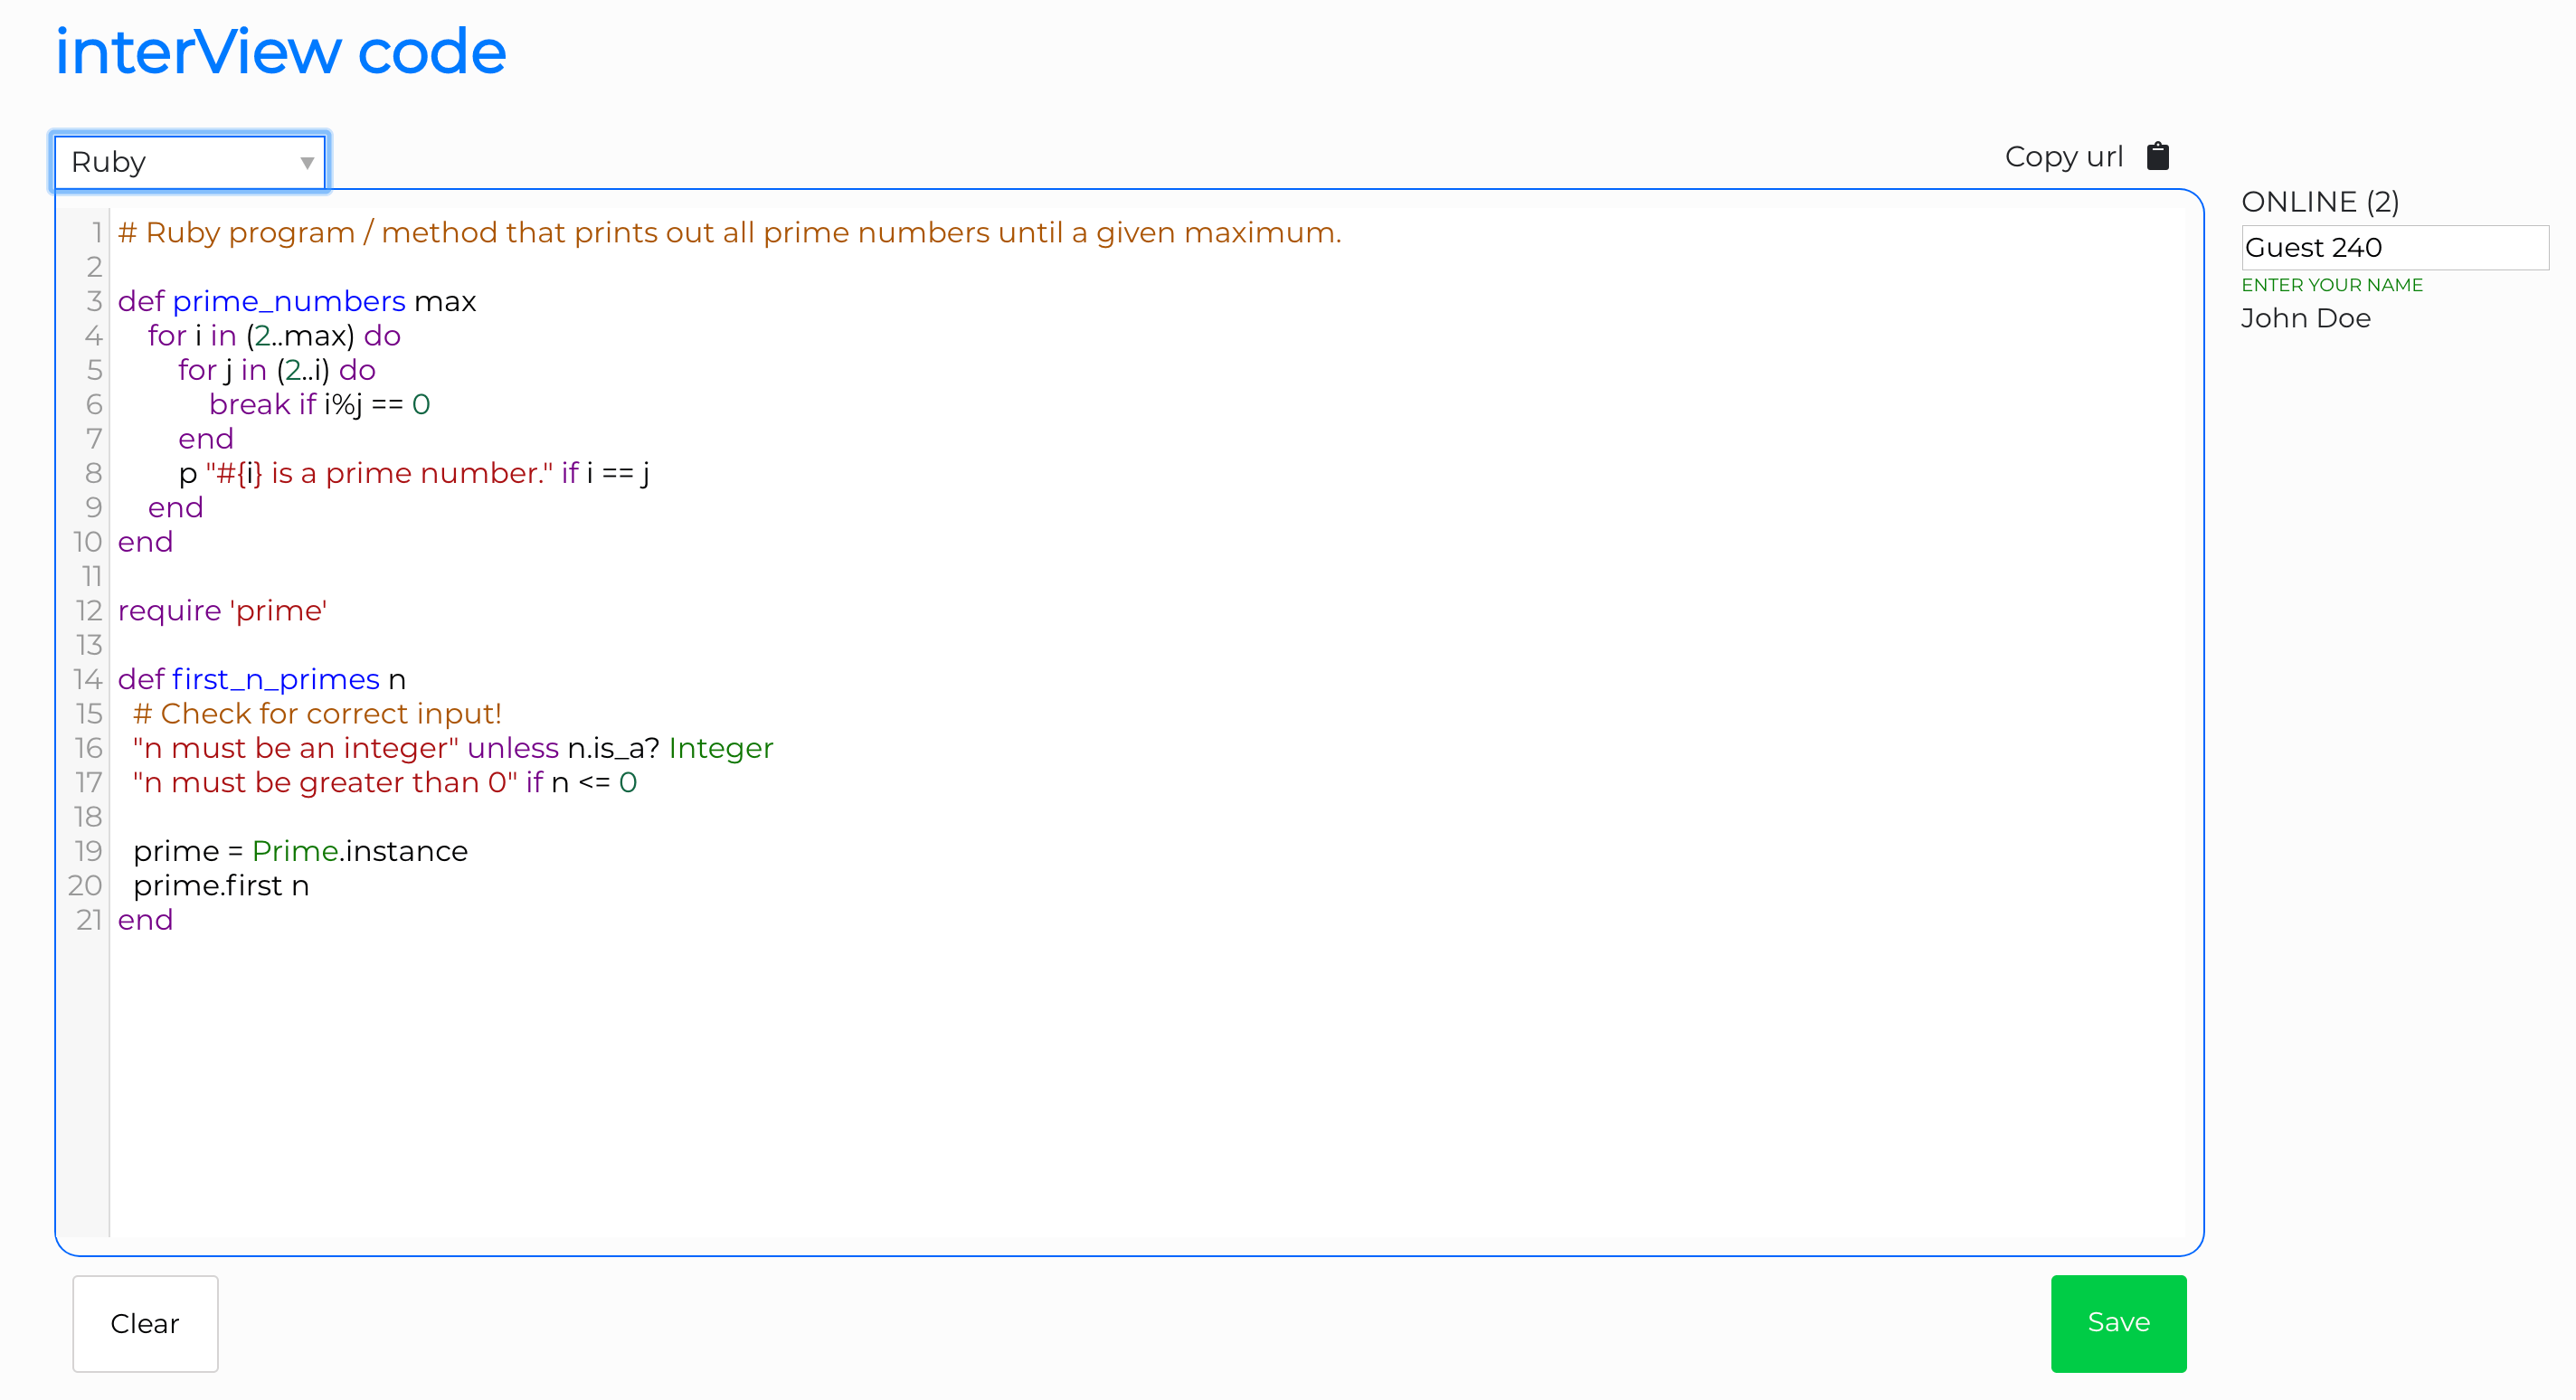 interView code
Ruby
Copy url
ONLINE (2)
Guest 240
ENTER YOUR NAME
John Doe
1 # Ruby program / method that prints out all prime numbers until a given maximum.
2
3 def prime_numbers max
4     for i in (2..max) do
5         for j in (2..i) do
6             break if i%j == 0
7         end
8         p "#{i} is a prime number." if i == j
9     end
10 end
11
12 require 'prime'
13
14 def first_n_primes n
15   # Check for correct input!
16   "n must be an integer" unless n.is_a? Integer
17   "n must be greater than 0" if n <= 0
18
19   prime = Prime.instance
20   prime.first n
21 end
Clear
Save